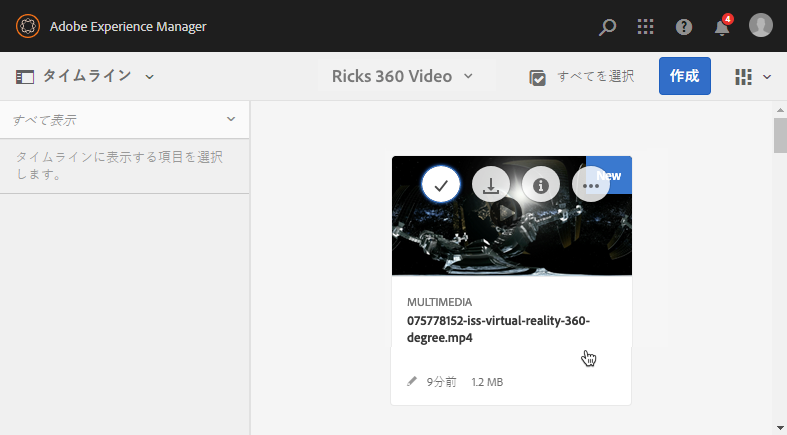 Adobe Experience Manager
4
タイムライン
Ricks 360 Video
すべてを選択
作成
すべて表示
タイムラインに表示する項目を選択
します。
New
MULTIMEDIA
075778152-iss-virtual-reality-360-
degree.mp4
9分前 1.2 MB